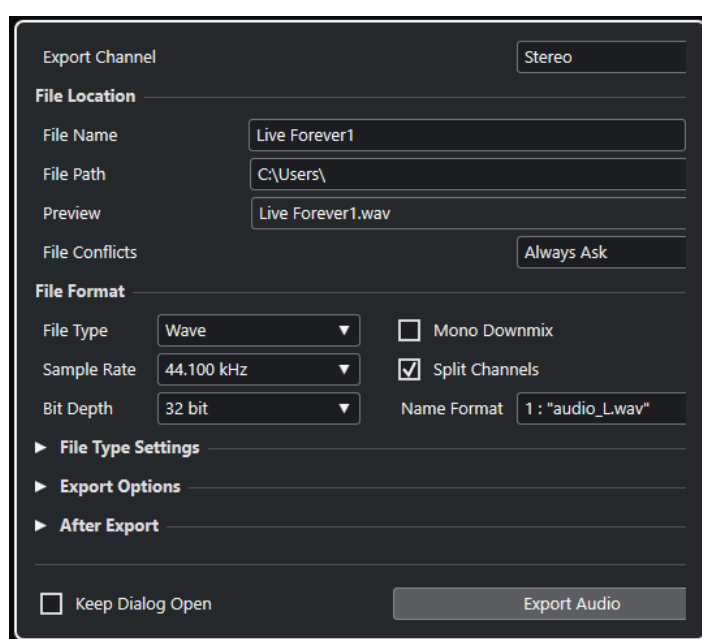 Export Channel Stereo
File Location
File Name Live Forever1
File Path C:\Users\
Preview Live Forever1.wav
File Conflicts Always Ask
File Format
File Type Wave Mono Downmix
Sample Rate 44.100 kHz Split Channels
Bit Depth 32 bit Name Format 1 : "audio_L.wav"
File Type Settings
Export Options
After Export
Keep Dialog Open Export Audio